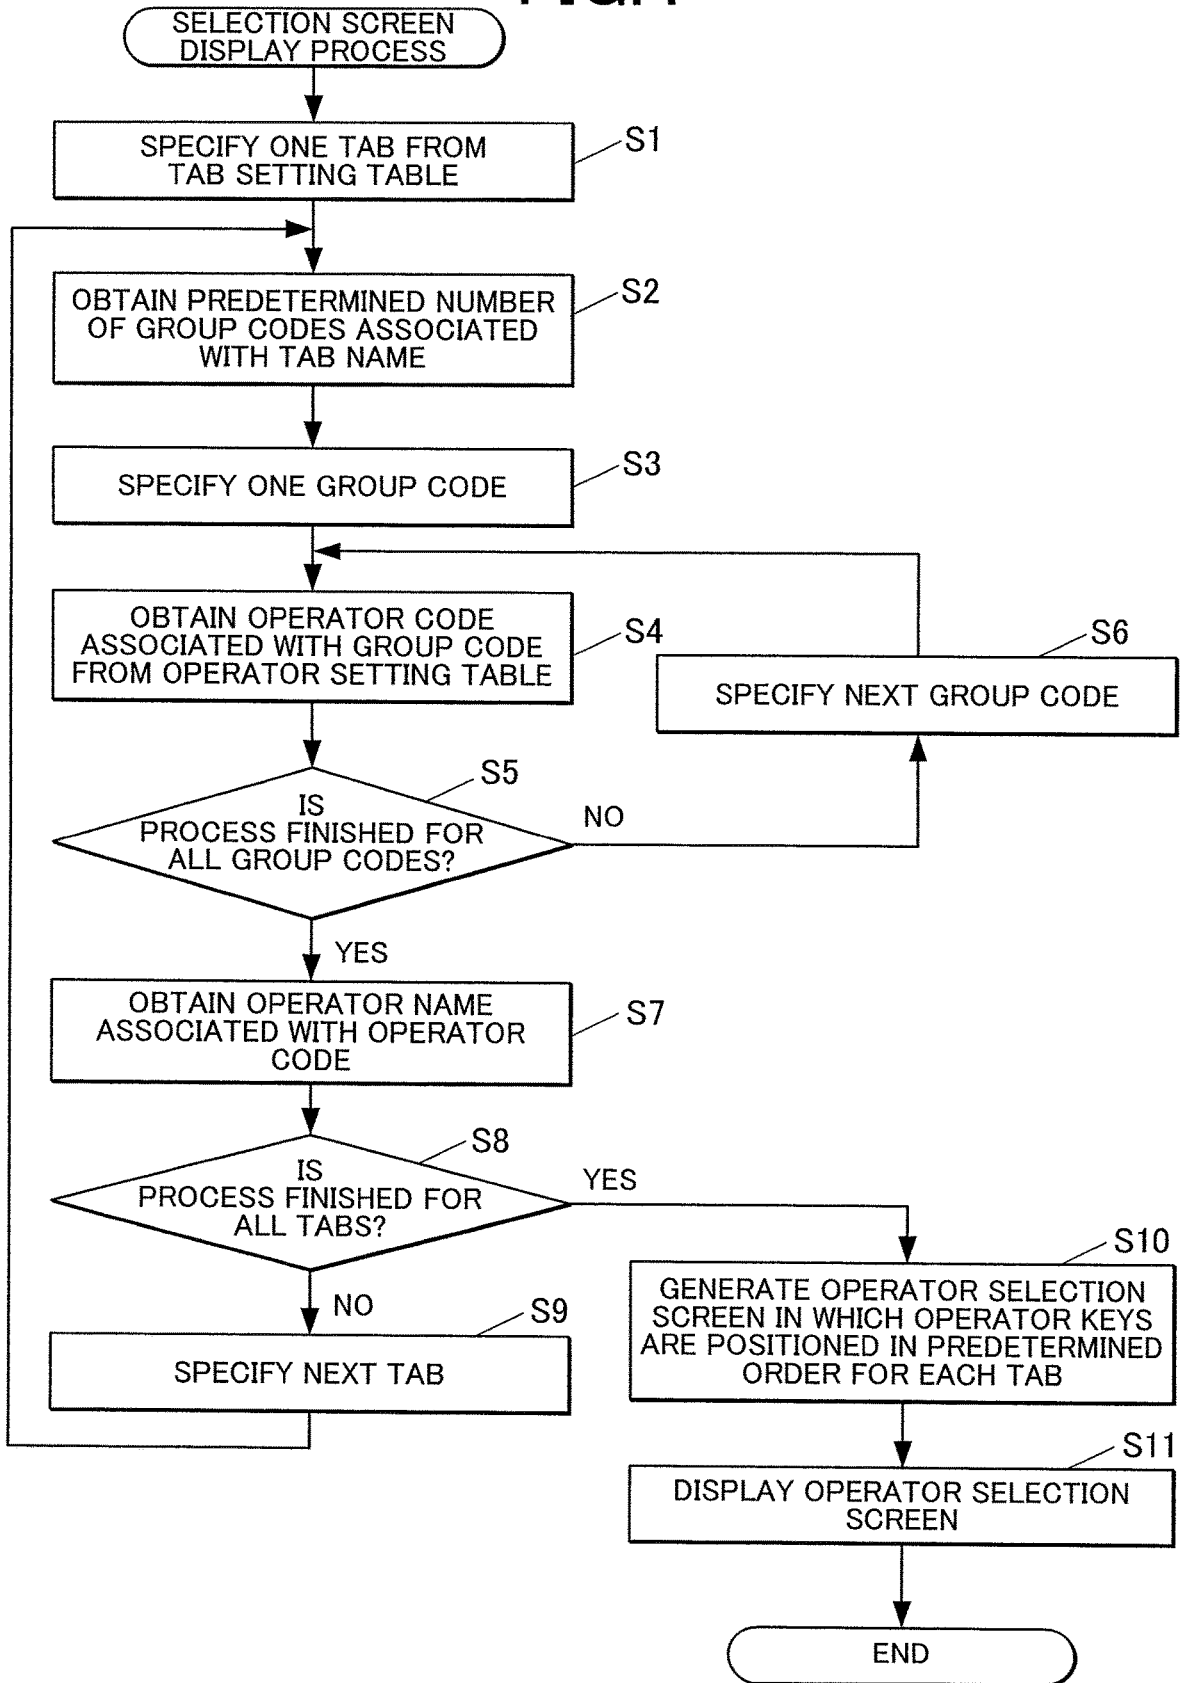 SELECTION SCREEN
DISPLAY PROCESS
SPECIFY ONE TAB FROM
TAB SETTING TABLE
S1
OBTAIN PREDETERMINED NUMBER
OF GROUP CODES ASSOCIATED
WITH TAB NAME
S2
SPECIFY ONE GROUP CODE
S3
OBTAIN OPERATOR CODE
ASSOCIATED WITH GROUP CODE
FROM OPERATOR SETTING TABLE
S4
S6
SPECIFY NEXT GROUP CODE
S5
IS
PROCESS FINISHED FOR
ALL GROUP CODES?
NO
YES
OBTAIN OPERATOR NAME
ASSOCIATED WITH OPERATOR
CODE
S7
S8
IS
PROCESS FINISHED FOR
ALL TABS?
YES
NO
S9
SPECIFY NEXT TAB
S10
GENERATE OPERATOR SELECTION
SCREEN IN WHICH OPERATOR KEYS
ARE POSITIONED IN PREDETERMINED
ORDER FOR EACH TAB
S11
DISPLAY OPERATOR SELECTION
SCREEN
END